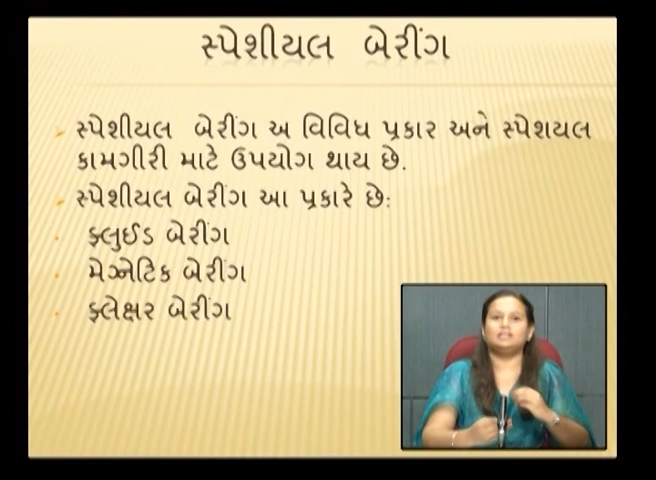 સ્પેશીયલ બેરીંગ
સ્પેશીયલ બેરીંગ અ વિવિધ પ્રકાર અને સ્પેશયલ
કામગીરી માટે ઉપયોગ થાય છે.
સ્પેશીયલ બેરીંગ આ પ્રકારે છે:
ફ્લુઈડ બેરીંગ
મેગ્નેટિક બેરીંગ
ફ્લેક્ષર બેરીંગ